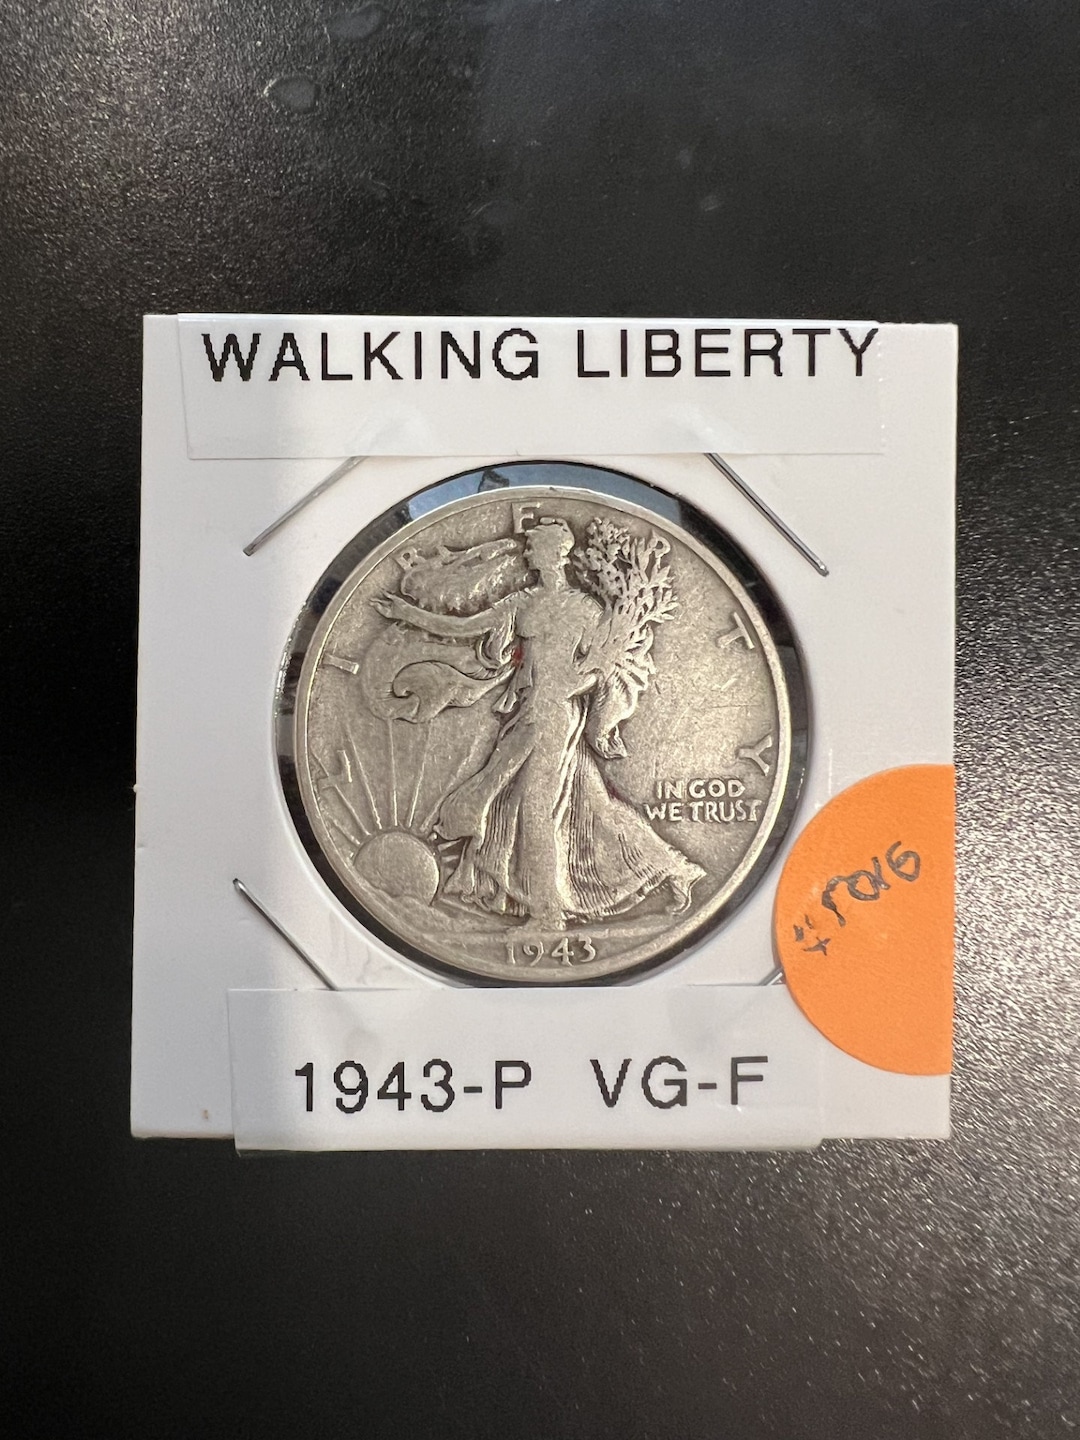 WALKING LIBERTY
LIBERTY
IN GOD
WE TRUST
1943
1943-P VG-F